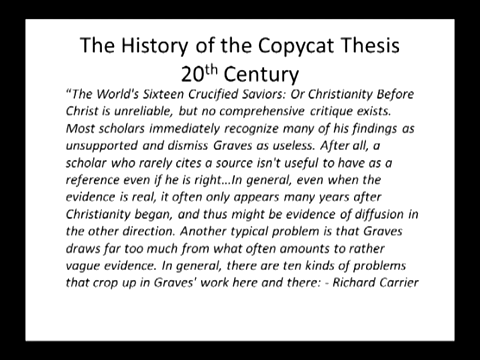 The History of the Copycat Thesis
20th Century
"The World's Sixteen Crucified Saviors: Or Christianity Before
Christ is unreliable, but no comprehensive critique exists.
Most scholars immediately recognize many of his findings as
unsupported and dismiss Graves as useless. After all, a
scholar who rarely cites a source isn't useful to have as a
reference even if he is right...In general, even when the
evidence is real, it often only appears many years after
Christianity began, and thus might be evidence of diffusion in
the other direction. Another typical problem is that Graves
draws far too much from what often amounts to rather
vague evidence. In general, there are ten kinds of problems
that crop up in Graves' work here and there: - Richard Carrier